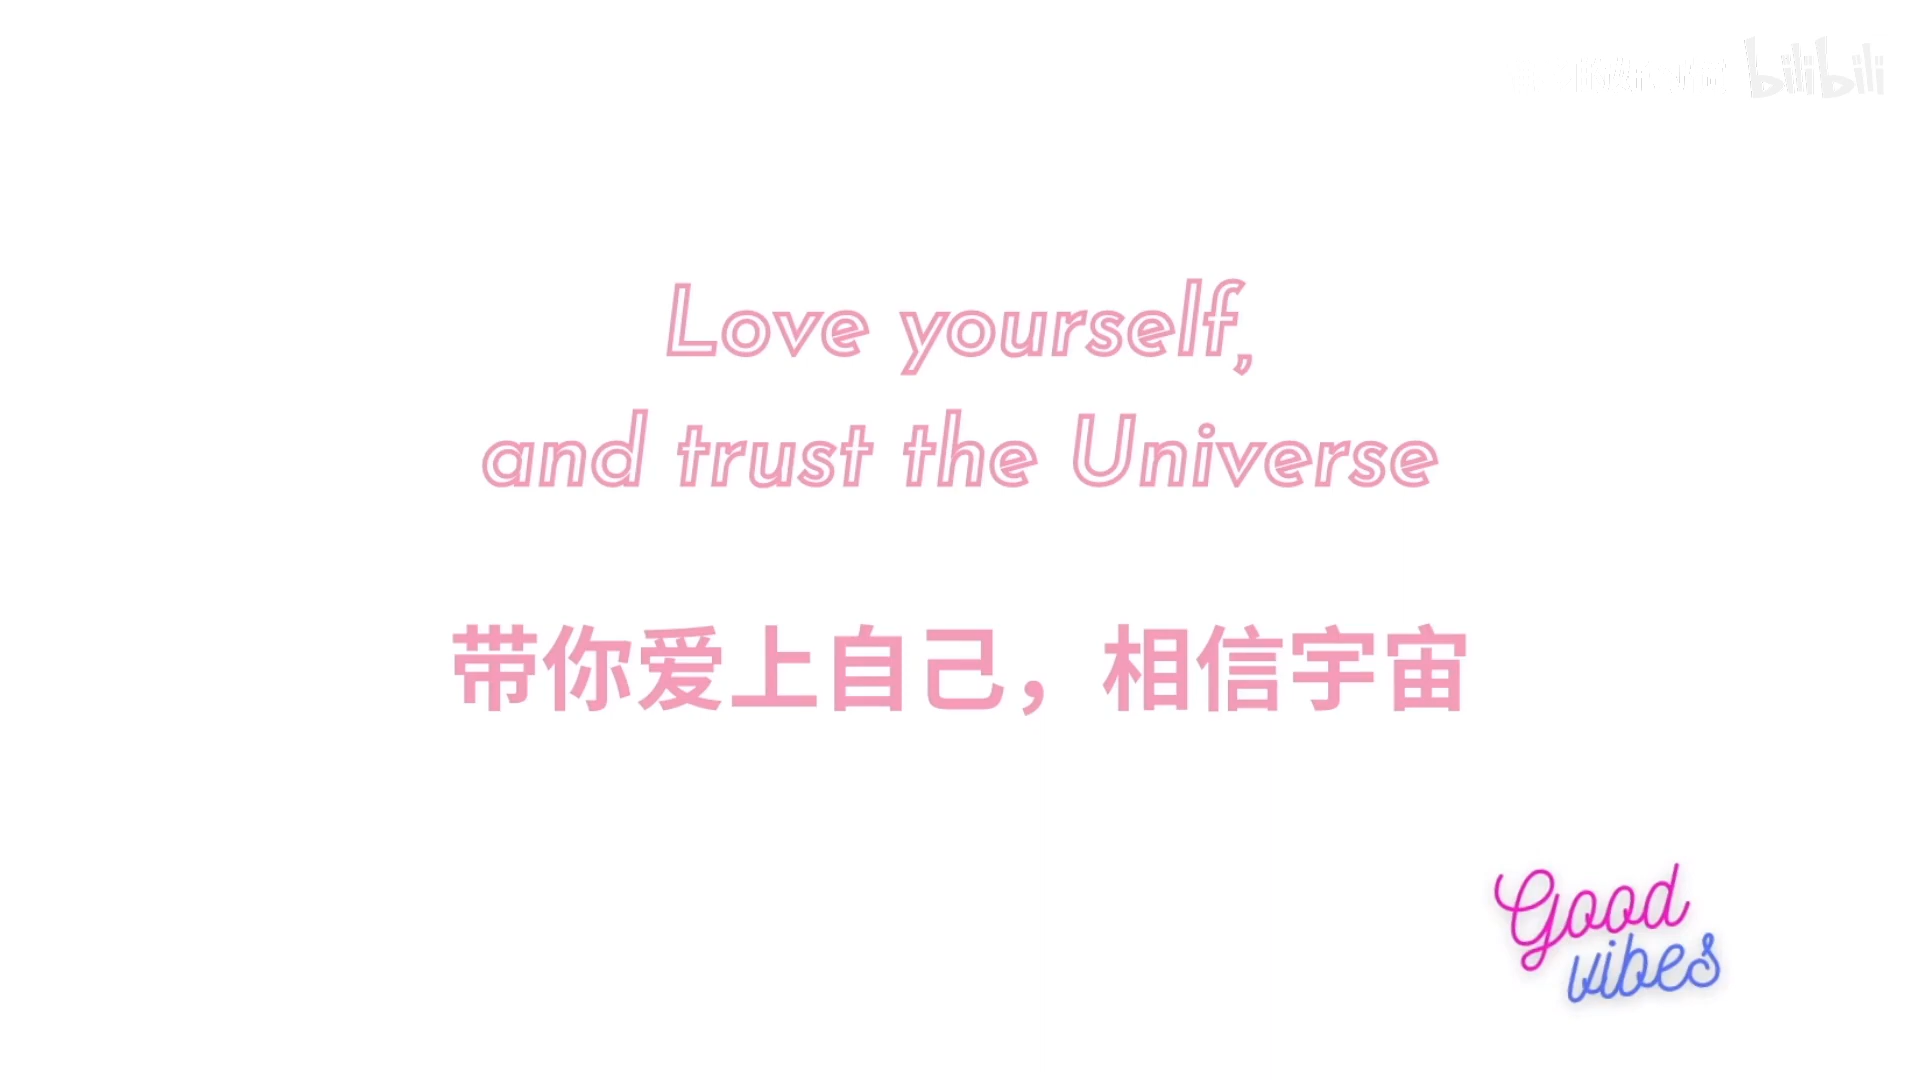 bilibili
Love yourself,
and trust the Universe
带你爱上自己，相信宇宙
Good
vibes